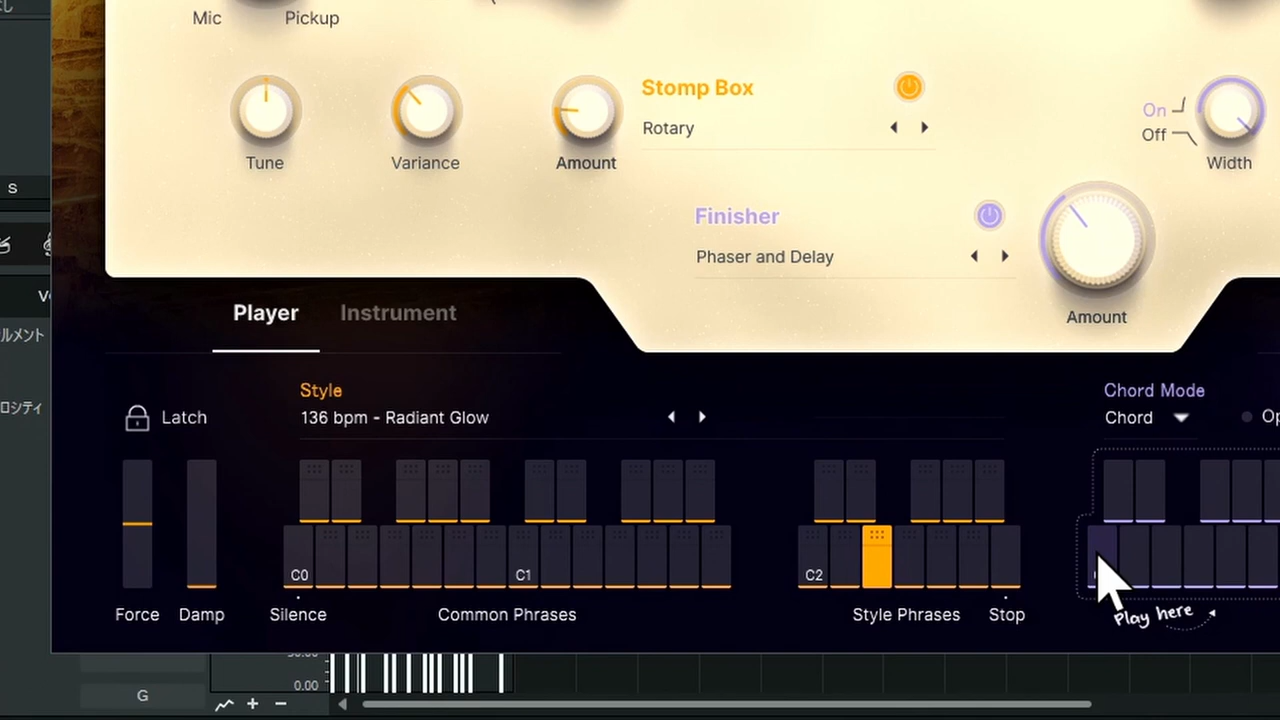 Mic
Pickup
Stomp Box
Rotary
Tune
Variance
Amount
On
Off
Width
Finisher
Phaser and Delay
Amount
S
ルメント
ロシティ
Player
Instrument
Latch
Style
136 bpm - Radiant Glow
Chord Mode
Chord
C0
C1
C2
Force
Damp
Silence
Common Phrases
Style Phrases
Stop
Play here
0.00
G